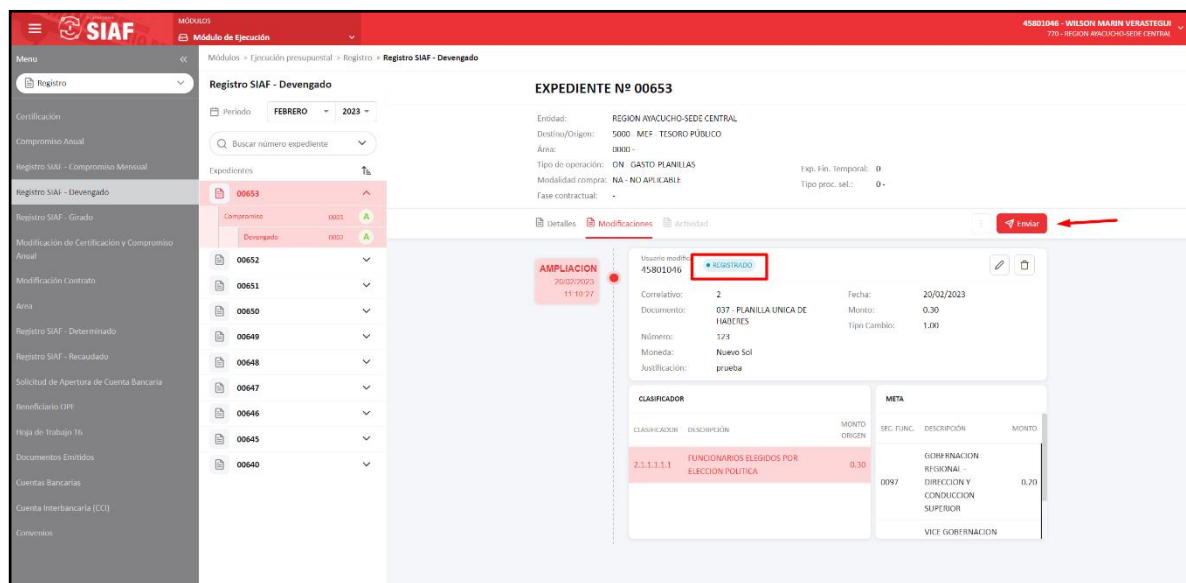 SIAF
MÓDULOS
Módulo de Ejecución
45801046 - WILSON MARIN VERASTEGUI
770 - REGION AYACUCHO-SEDE CENTRAL
Menu
Registro
Certificación
Compromiso Anual
Registro SIAF - Compromiso Mensual
Registro SIAF - Devengado
Registro SIAF - Girado
Modificación de Certificación y Compromiso
Anual
Modificación Contrato
Area
Registro SIAF - Determinado
Registro SIAF - Recaudado
Solicitud de Apertura de Cuenta Bancaria
Beneficiario OPF
Hoja de Trabajo T6
Documentos Emitidos
Cuentas Bancarias
Cuenta Interbancaria (CCI)
Convenios
Módulos > Ejecución presupuestal > Registro > Registro SIAF - Devengado
Registro SIAF - Devengado
Periodo FEBRERO 2023
Buscar número expediente
Expedientes
00653
Compromiso 0001 A
Devengado 0002 A
00652
00651
00650
00649
00648
00647
00646
00645
00640
EXPEDIENTE Nº 00653
Entidad: REGION AYACUCHO-SEDE CENTRAL
Destino/Origen: 5000 - MEF - TESORO PÚBLICO
Área: 0000 -
Tipo de operación: ON - GASTO PLANILLAS
Modalidad compra: NA - NO APLICABLE
Fase contractual: -
Exp. Fin. Temporal: 0
Tipo proc. sel.: 0 -
Detalles Modificaciones Actividad
Enviar
AMPLIACION
20/02/2023
11:10:27
Usuario modific
45801046
REGISTRADO
Correlativo: 2
Documento: 037 - PLANILLA UNICA DE
HABERES
Número: 123
Moneda: Nuevo Sol
Justificación: prueba
Fecha: 20/02/2023
Monto: 0.30
Tipo Cambio: 1.00
CLASIFICADOR
CLASIFICADOR DESCRIPCIÓN MONTO
ORIGEN
2.1.1.1.1.1 FUNCIONARIOS ELEGIDOS POR
ELECCION POLITICA 0.30
META
SEC. FUNC. DESCRIPCIÓN MONTO
0097 GOBERNACION
REGIONAL -
DIRECCION Y
CONDUCCION
SUPERIOR 0.20
VICE GOBERNACION